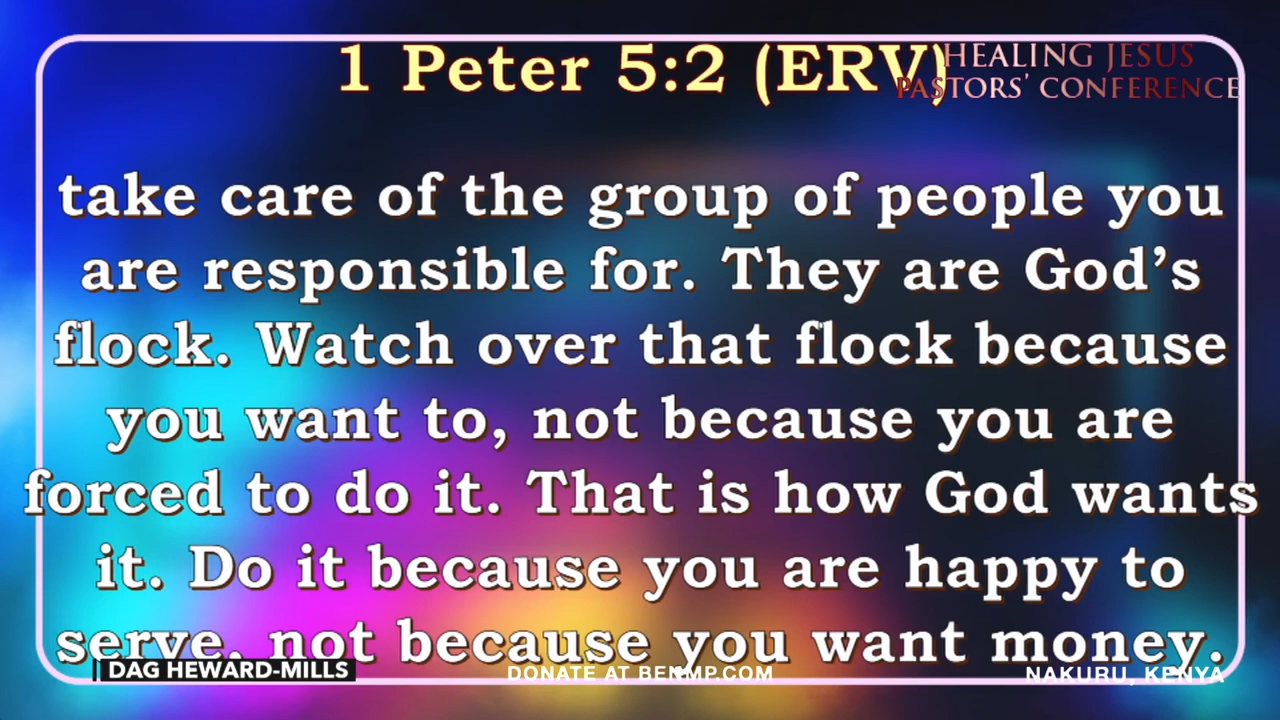 1 Peter 5:2 (ERV)
HEALING JESUS
PASTORS' CONFERENCE
take care of the group of people you
are responsible for. They are God’s
flock. Watch over that flock because
you want to, not because you are
forced to do it. That is how God wants
it. Do it because you are happy to
serve, not because you want money.
DAG HEWARD-MILLS
DONATE AT BENMP.COM
NAKURU, KENYA